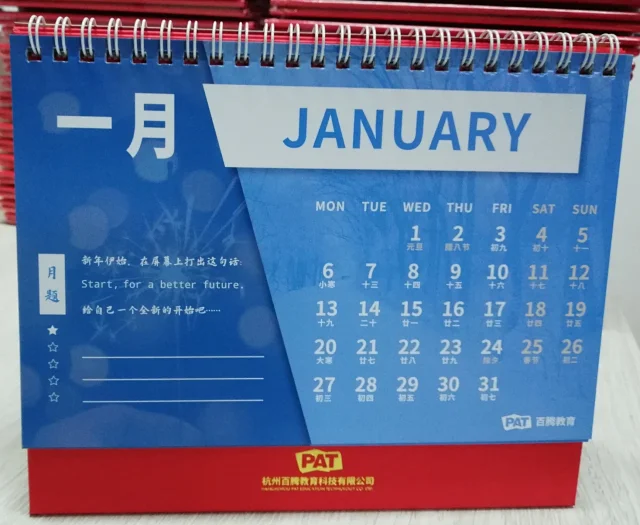 一月
JANUARY
MON TUE WED THU FRI SAT SUN
1 2 3 4 5
元旦 腊八节 初九 初十 十一
6 7 8 9 10 11 12
小寒 十三 十四 十五 十六 十七 十八
13 14 15 16 17 18 19
十九 二十 廿一 廿二 廿三 廿四 廿五
20 21 22 23 24 25 26
大寒 廿七 廿八 廿九 除夕 春节 初二
27 28 29 30 31
初三 初四 初五 初六 初七
月题
新年伊始，在屏幕上打出这句话:
Start, for a better future,
给自己一个全新的开始吧……
PAT 百腾教育
PAT
杭州百腾教育科技有限公司
HANGZHOU PAT EDUCATION TECHNOLOGY CO. LTD.